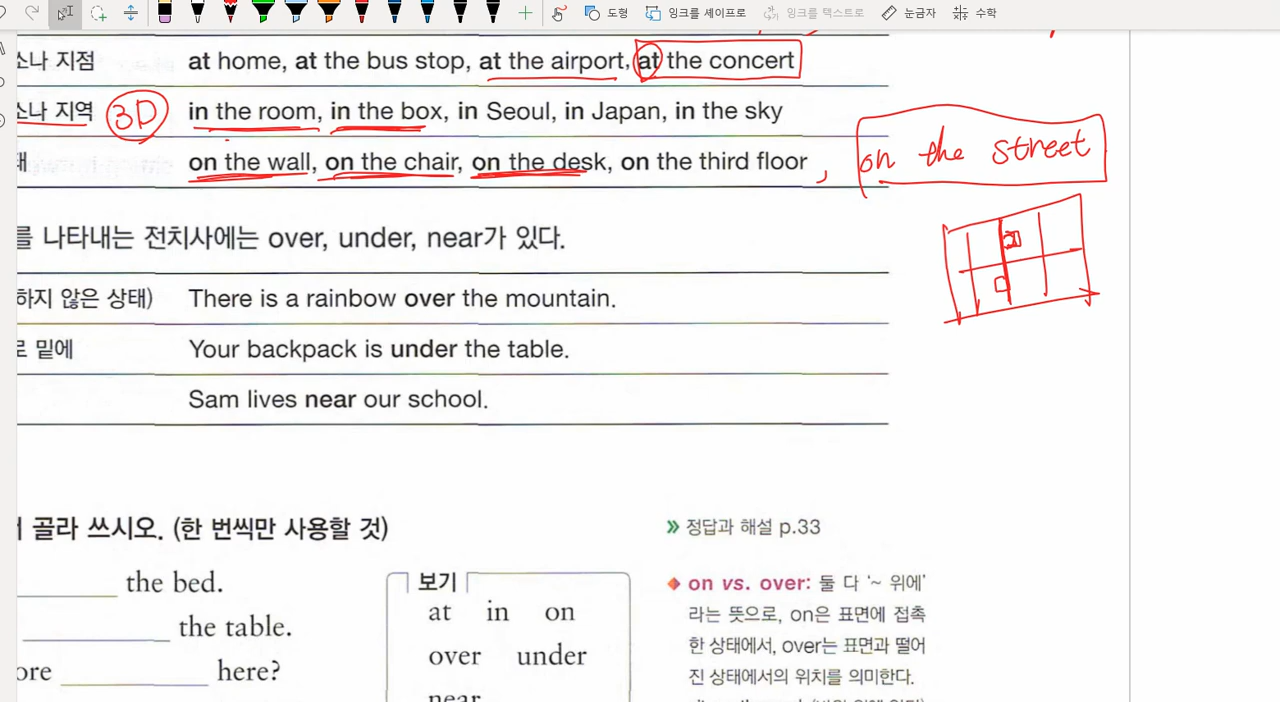 도형 잉크를 셰이프로 잉크를 텍스트로 눈금자 수학
소나 지점 at home, at the bus stop, at the airport, at the concert
소나 지역 3D in the room, in the box, in Seoul, in Japan, in the sky
on the wall, on the chair, on the desk, on the third floor, on the street
를 나타내는 전치사에는 over, under, near가 있다.
하지 않은 상태) There is a rainbow over the mountain.
로 밑에 Your backpack is under the table.
Sam lives near our school.
골라 쓰시오. (한 번씩만 사용할 것)
» 정답과 해설 p.33
the bed.
the table.
ore here?
보기
at in on
over under
near
on vs. over: 둘 다 '~ 위에'
라는 뜻으로, on은 표면에 접촉
한 상태에서, over는 표면과 떨어
진 상태에서의 위치를 의미한다.